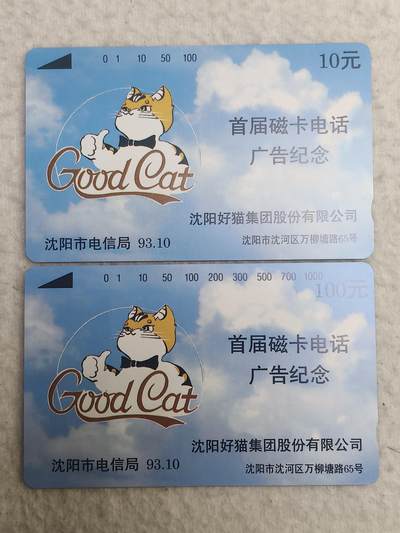 0 1 10 50 100
10元
首届磁卡电话
广告纪念
Good Cat
沈阳好猫集团股份有限公司
沈阳市电信局 93.10
沈阳市沈河区万柳塘路65号
0 1 10 50 100 200 300 500 700 1000
100元
首届磁卡电话
广告纪念
Good Cat
沈阳好猫集团股份有限公司
沈阳市电信局 93.10
沈阳市沈河区万柳塘路65号